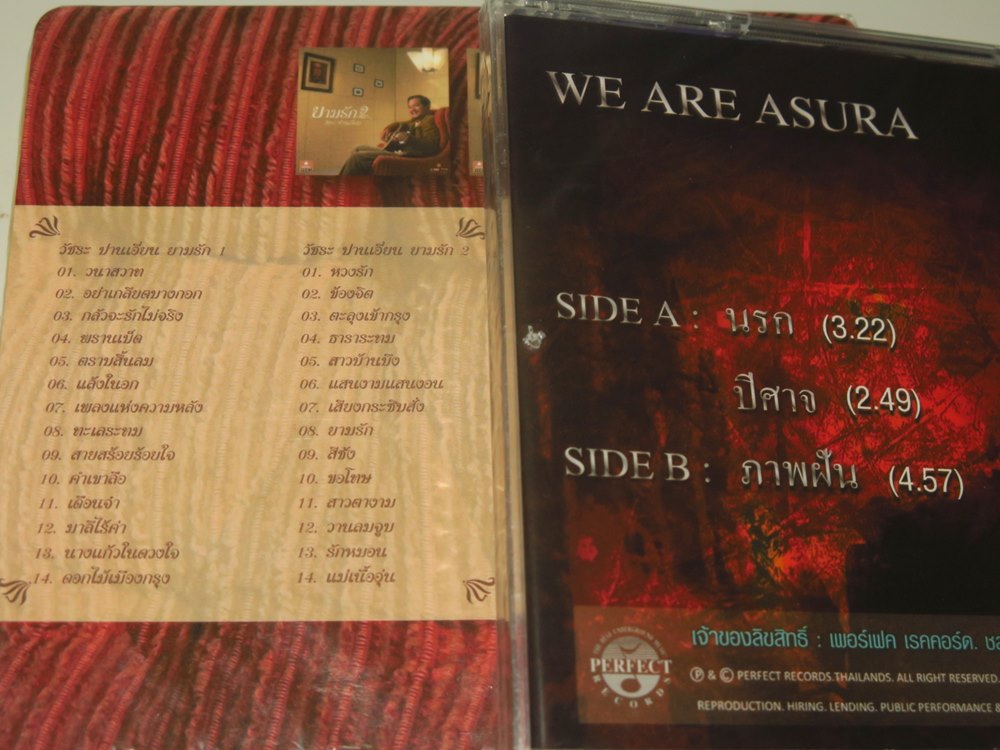 ยามรัก 2
วัชระ ปานเอี่ยม ยามรัก 1
01. วนาสวาท
02. อย่าเกลียดบางกอก
03. กลัวจะรักไม่จริง
04. พรานเบ็ด
05. ตราบสิ้นลม
06. แล้งในอก
07. เพลงแห่งความหลัง
08. ทะเลระทม
09. สายสร้อยร้อยใจ
10. คำเขาลือ
11. เดือนจ๋า
12. มาลีไร้ค่า
13. นางแก้วในดวงใจ
14. ดอกไม้เมืองกรุง
วัชระ ปานเอี่ยม ยามรัก 2
01. หวงรัก
02. ข้องจิต
03. ตะลุงเข้ากรุง
04. ธาราระทม
05. สาวบ้านบึง
06. แสนงามแสนงอน
07. เสียงกระซิบสั่ง
08. ยามรัก
09. สีชัง
10. ขอโทษ
11. สาวตางาม
12. วานลมจูบ
13. รักหมอน
14. แม่เนื้ออุ่น
WE ARE ASURA
SIDE A : นรก (3.22)
ปีศาจ (2.49)
SIDE B : ภาพฝัน (4.57)
PERFECT
RECORDS
เจ้าของลิขสิทธิ์ : เพอร์เฟค เรคคอร์ด.
Ⓟ & © PERFECT RECORDS.THAILANDS. ALL RIGHT RESERVED.
REPRODUCTION. HIRING. LENDING. PUBLIC PERFORMANCE &